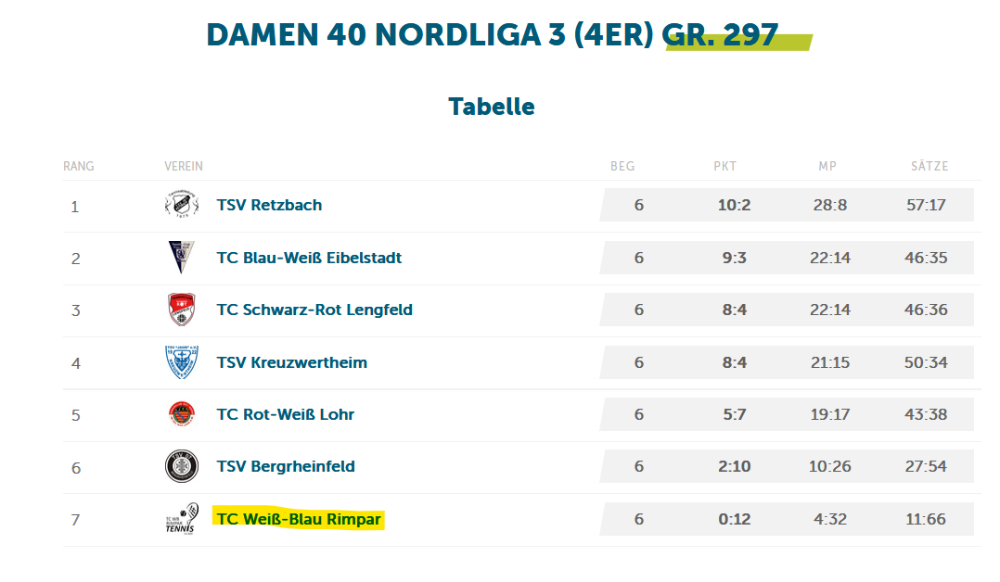 DAMEN 40 NORDLIGA 3 (4ER) GR. 297
Tabelle
RANG VEREIN BEG PKT MP SÄTZE
1 TSV Retzbach 6 10:2 28:8 57:17
2 TC Blau-Weiß Eibelstadt 6 9:3 22:14 46:35
3 TC Schwarz-Rot Lengfeld 6 8:4 22:14 46:36
4 TSV Kreuzwertheim 6 8:4 21:15 50:34
5 TC Rot-Weiß Lohr 6 5:7 19:17 43:38
6 TSV Bergrheinfeld 6 2:10 10:26 27:54
7 TC WB RIMPAR TENNIS TC Weiß-Blau Rimpar 6 0:12 4:32 11:66